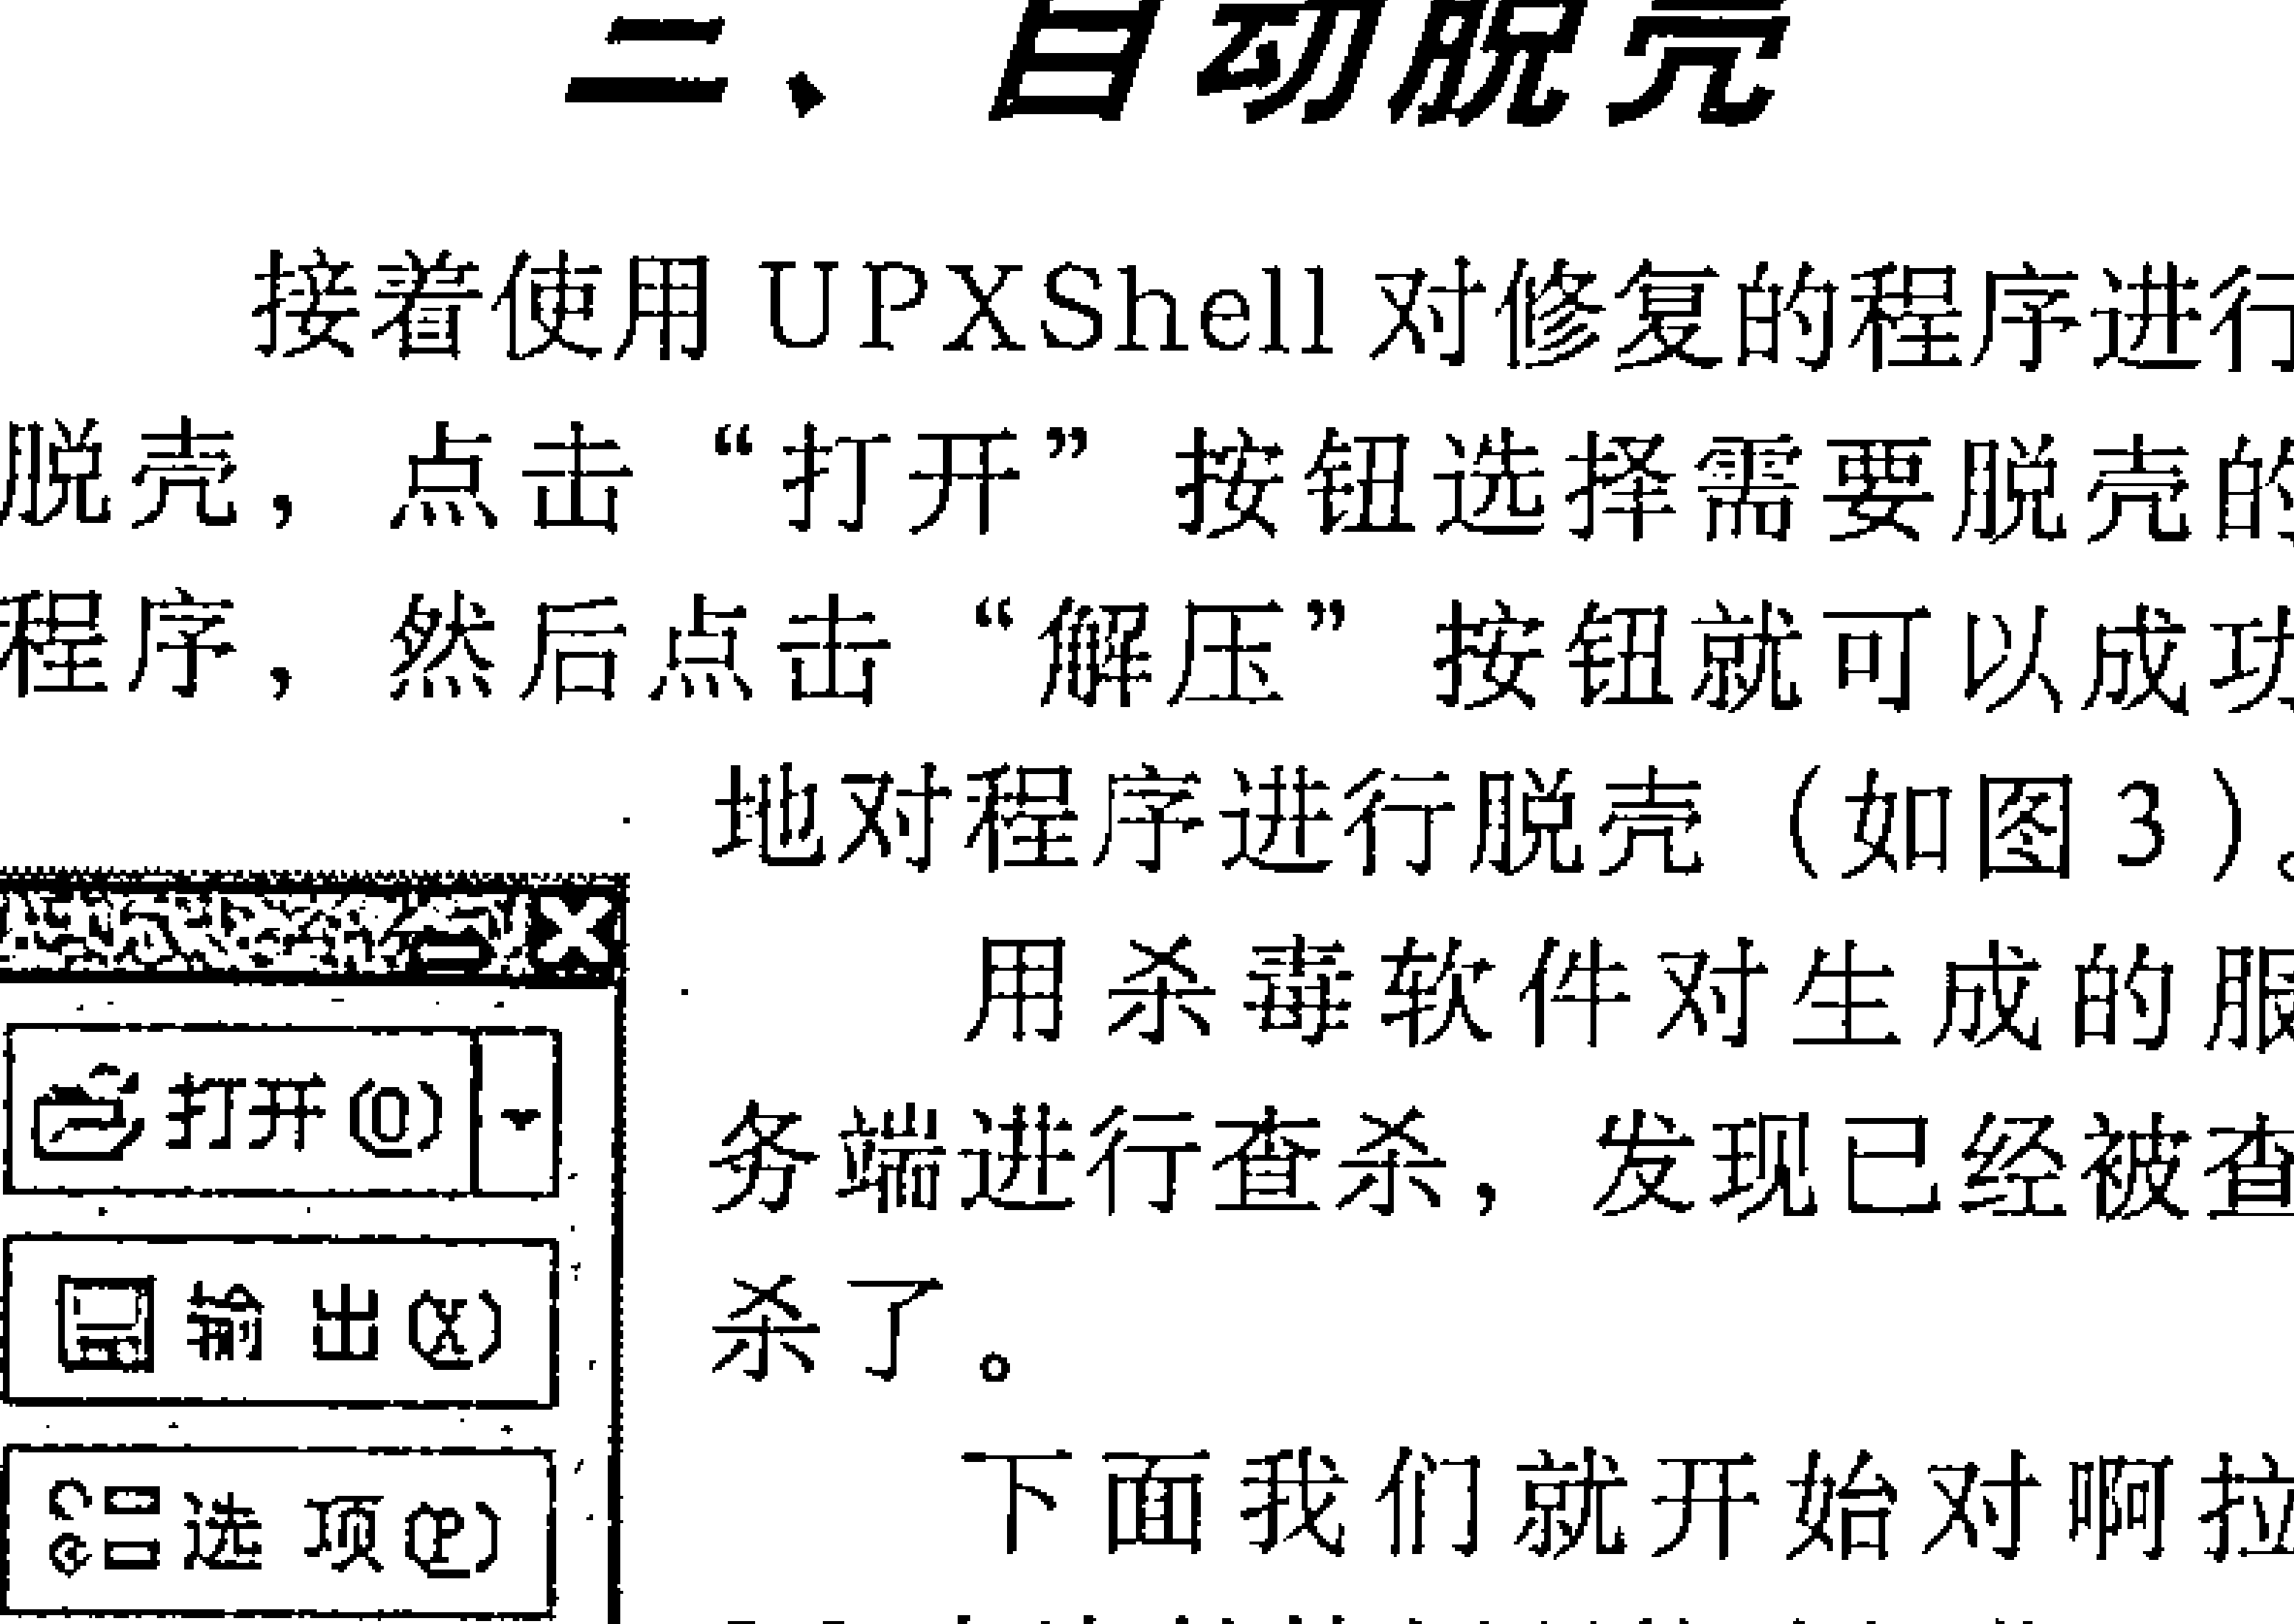 二、自动脱壳
接着使用 UPXShell 对修复的程序进行
脱壳，点击“打开”按钮选择需要脱壳的
程序，然后点击“解压”按钮就可以成功
地对程序进行脱壳（如图 3）。
用杀毒软件对生成的服
务端进行查杀，发现已经被查
杀了。
下面我们就开始对啊拉
打开(O)
输 出(X)
选 项(P)